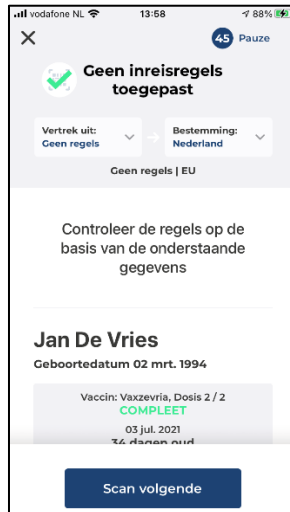 vodafone NL 13:58 88%
45 Pauze
Geen inreisregels
toegepast
Vertrek uit:
Geen regels
Bestemming:
Nederland
Geen regels | EU
Controleer de regels op de
basis van de onderstaande
gegevens
Jan De Vries
Geboortedatum 02 mrt. 1994
Vaccin: Vaxzevria, Dosis 2 / 2
COMPLEET
03 jul. 2021
34 dagen oud
Scan volgende